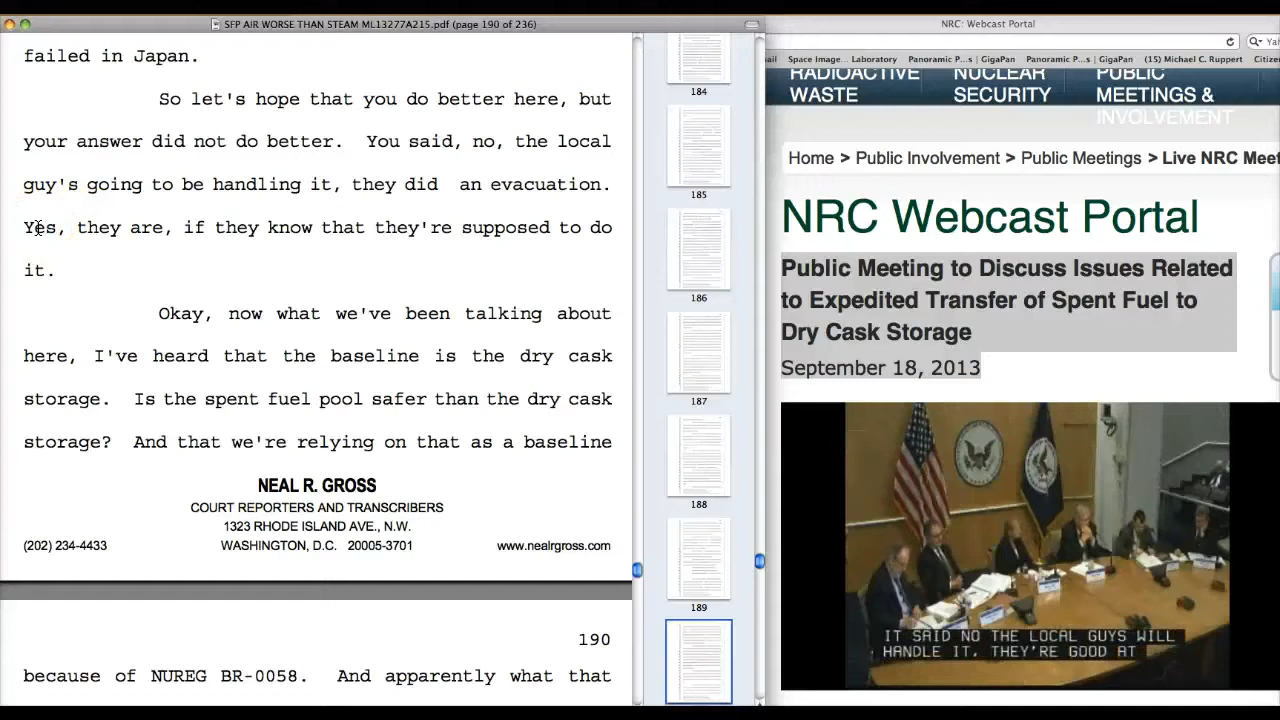 SFP AIR WORSE THAN STEAM ML13277A215.pdf (page 190 of 236)
failed in Japan.
So let's hope that you do better here, but
your answer did not do better. You said, no, the local
guy's going to be handling it, they did an evacuation.
Yes, they are, if they know that they're supposed to do
it.
Okay, now what we've been talking about
here, I've heard that the baseline is the dry cask
storage. Is the spent fuel pool safer than the dry cask
storage? And that we're relying on that as a baseline
NEAL R. GROSS
COURT REPORTERS AND TRANSCRIBERS
1323 RHODE ISLAND AVE., N.W.
202) 234-4433 WASHINGTON, D.C. 20005-3701 www.nealrgross.com
190
because of NUREG BR-0058. And apparently what that
184
185
186
187
188
189
NRC: Webcast Portal
Space Image... Laboratory Panoramic P...s | GigaPan Panoramic P...s | GigaPan (15) Michael C. Ruppert Citize
RADIOACTIVE WASTE
NUCLEAR SECURITY
PUBLIC MEETINGS & INVOLVEMENT
Home > Public Involvement > Public Meetings > Live NRC Mee
NRC Webcast Portal
Public Meeting to Discuss Issues Related
to Expedited Transfer of Spent Fuel to
Dry Cask Storage
September 18, 2013
IT SAID NO THE LOCAL GUY WILL
HANDLE IT, THEY'RE GOOD AT